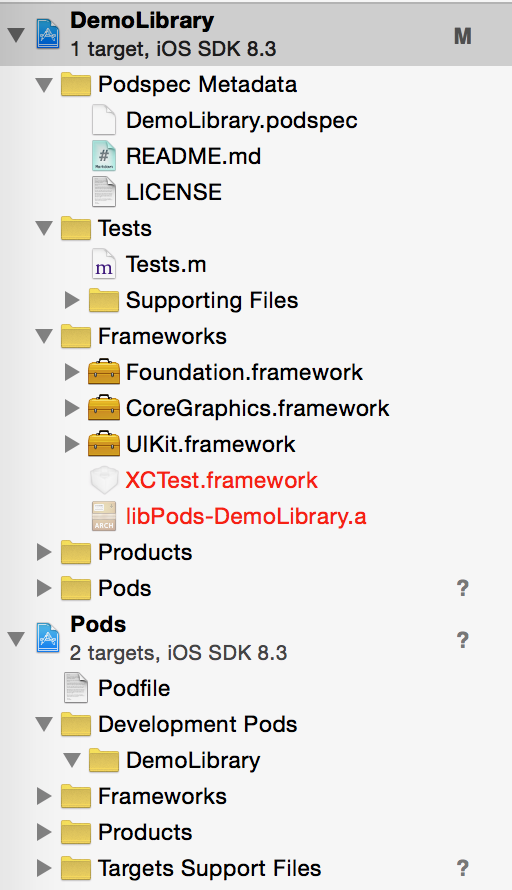 DemoLibrary
1 target, iOS SDK 8.3
M
Podspec Metadata
DemoLibrary.podspec
README.md
LICENSE
Tests
m Tests.m
Supporting Files
Frameworks
Foundation.framework
CoreGraphics.framework
UIKit.framework
XCTest.framework
ARCH libPods-DemoLibrary.a
Products
Pods ?
Pods
2 targets, iOS SDK 8.3
?
Podfile
Development Pods
DemoLibrary
Frameworks
Products
Targets Support Files ?